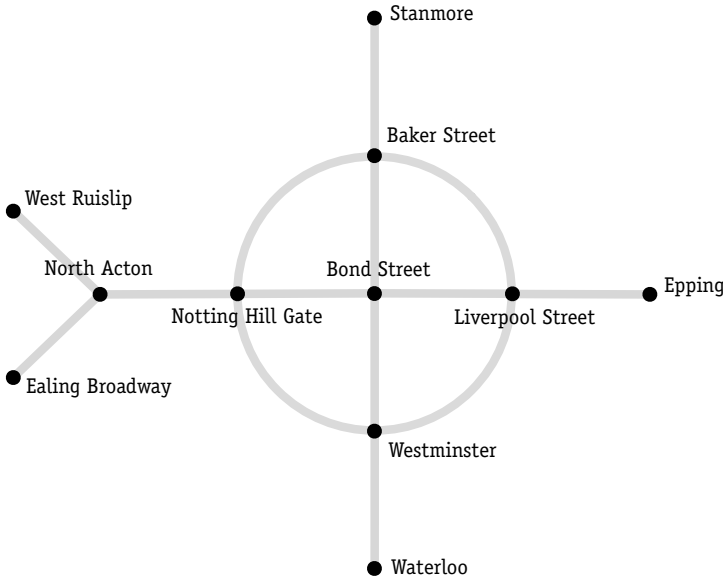 Stanmore
Baker Street
West Ruislip
North Acton
Bond Street
Epping
Notting Hill Gate
Liverpool Street
Ealing Broadway
Westminster
Waterloo